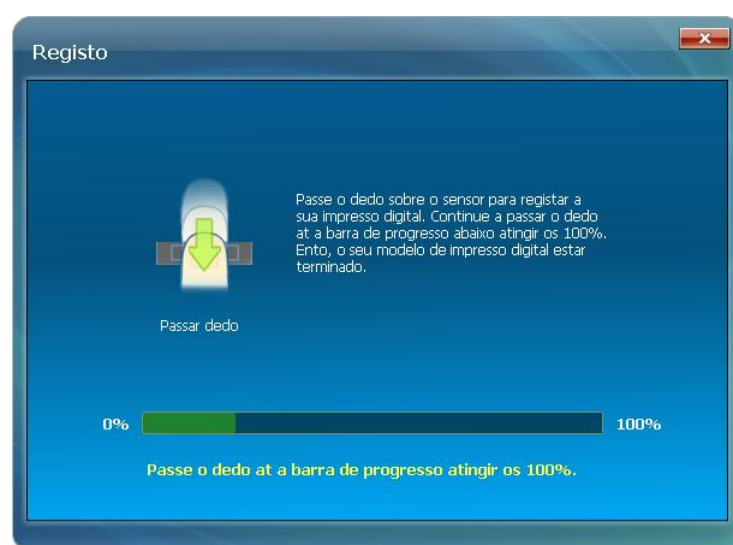 Registo
Passe o dedo sobre o sensor para registar a
sua impresso digital. Continue a passar o dedo
at a barra de progresso abaixo atingir os 100%.
Ento, o seu modelo de impresso digital estar
terminado.
Passar dedo
0% 100%
Passe o dedo at a barra de progresso atingir os 100%.